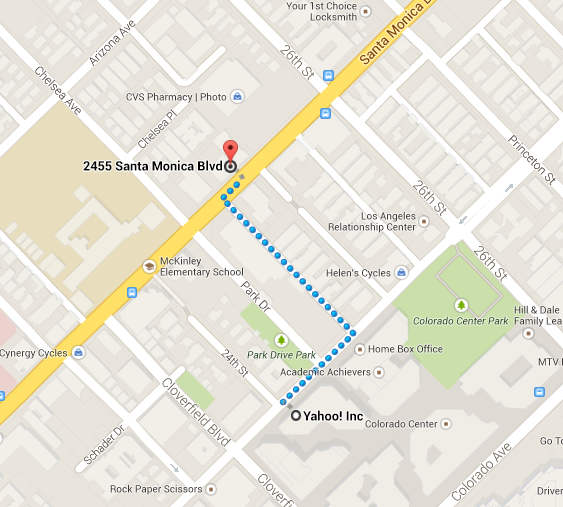 Your 1st Choice
Locksmith
Santa Monica B
Arizona Ave
26th St
Chelsea Ave
CVS Pharmacy | Photo
Chelsea Pl
Princeton St
2455 Santa Monica Blvd
26th St
Los Angeles
Relationship Center
26th St
McKinley
Elementary School
Helen's Cycles
Park Dr
Colorado Center Park
Hill & Dale
Family Lea
Home Box Office
Park Drive Park
Cynergy Cycles
24th St
Academic Achievers
MTV
Cloverfield Blvd
Yahoo! Inc
Colorado Center
Schader Dr
Colorado Ave
Go To
Cloverfi
Rock Paper Scissors
Driver